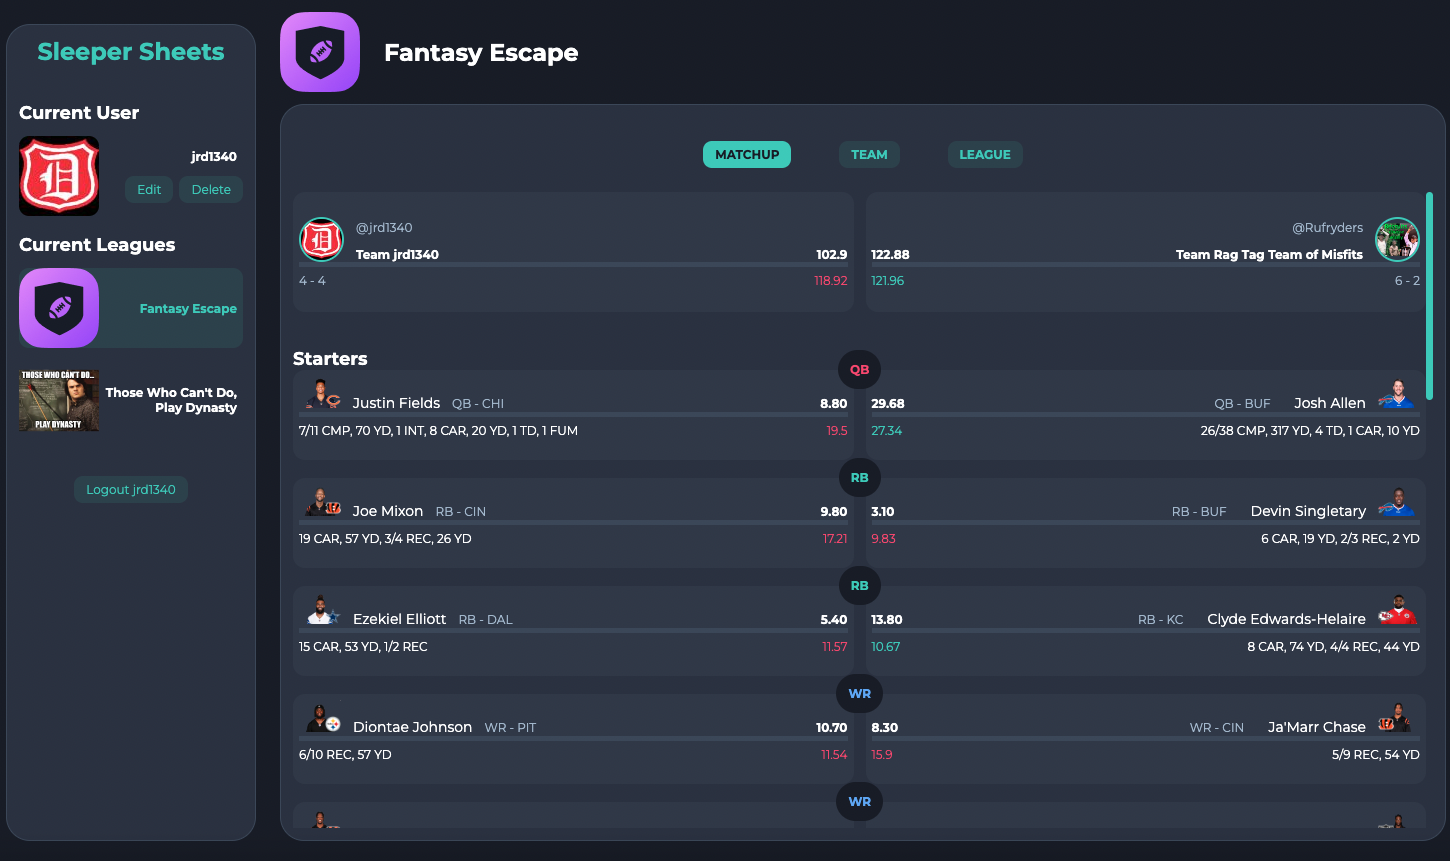 Sleeper Sheets
Current User
jrd1340
Edit Delete
Current Leagues
Fantasy Escape
THOSE WHO CAN'T DO...
PLAY DYNASTY
Those Who Can't Do,
Play Dynasty
Logout jrd1340
Fantasy Escape
MATCHUP TEAM LEAGUE
@jrd1340 @Rufryders
Team jrd1340 102.9 122.88 Team Rag Tag Team of Misfits
4 - 4 118.92 121.96 6 - 2
Starters
QB
Justin Fields QB - CHI 8.80 29.68 QB - BUF Josh Allen
7/11 CMP, 70 YD, 1 INT, 8 CAR, 20 YD, 1 TD, 1 FUM 19.5 27.34 26/38 CMP, 317 YD, 4 TD, 1 CAR, 10 YD
RB
Joe Mixon RB - CIN 9.80 3.10 RB - BUF Devin Singletary
19 CAR, 57 YD, 3/4 REC, 26 YD 17.21 9.83 6 CAR, 19 YD, 2/3 REC, 2 YD
RB
Ezekiel Elliott RB - DAL 5.40 13.80 RB - KC Clyde Edwards-Helaire
15 CAR, 53 YD, 1/2 REC 11.57 10.67 8 CAR, 74 YD, 4/4 REC, 44 YD
WR
Diontae Johnson WR - PIT 10.70 8.30 WR - CIN Ja'Marr Chase
6/10 REC, 57 YD 11.54 15.9 5/9 REC, 54 YD
WR